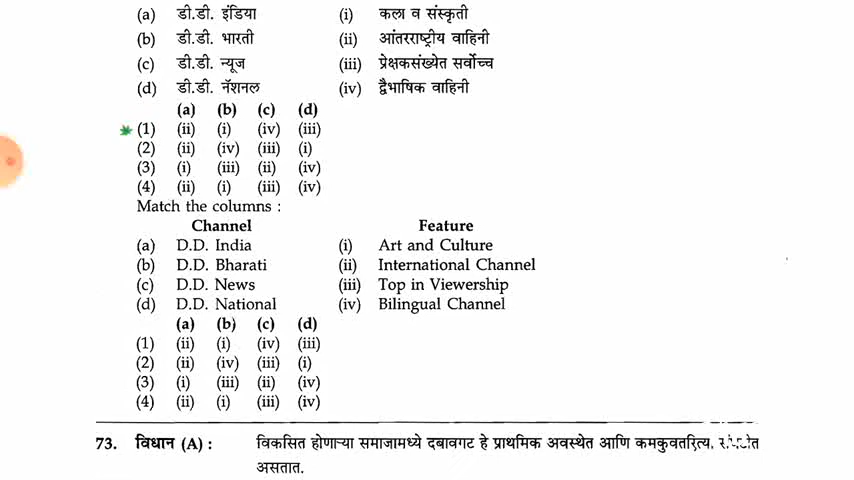 (a) डी.डी. इंडिया (i) कला व संस्कृती
(b) डी.डी. भारती (ii) आंतरराष्ट्रीय वाहिनी
(c) डी.डी. न्यूज (iii) प्रेक्षकसंख्येत सर्वोच्च
(d) डी.डी. नॅशनल (iv) द्वैभाषिक वाहिनी
(a) (b) (c) (d)
(1) (ii) (i) (iv) (iii)
(2) (ii) (iv) (iii) (i)
(3) (i) (iii) (ii) (iv)
(4) (ii) (i) (iii) (iv)
Match the columns :
Channel Feature
(a) D.D. India (i) Art and Culture
(b) D.D. Bharati (ii) International Channel
(c) D.D. News (iii) Top in Viewership
(d) D.D. National (iv) Bilingual Channel
(a) (b) (c) (d)
(1) (ii) (i) (iv) (iii)
(2) (ii) (iv) (iii) (i)
(3) (i) (iii) (ii) (iv)
(4) (ii) (i) (iii) (iv)
73. विधान (A) : विकसित होणाऱ्या समाजामध्ये दबावगट हे प्राथमिक अवस्थेत आणि
असतात.